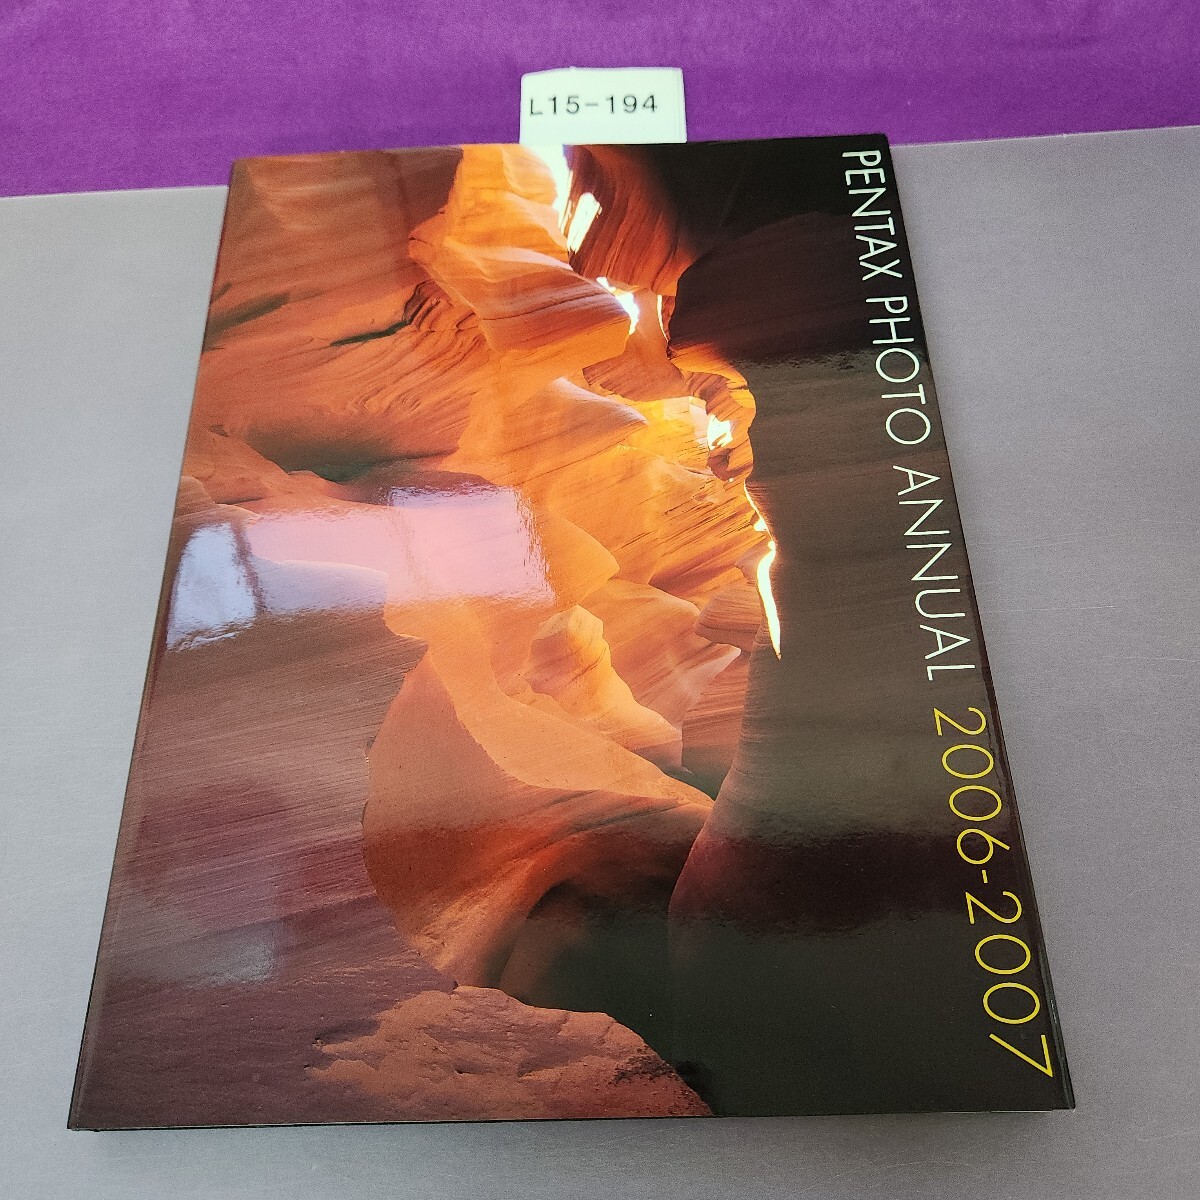 L15-194
PENTAX PHOTO ANNUAL 2006-2007